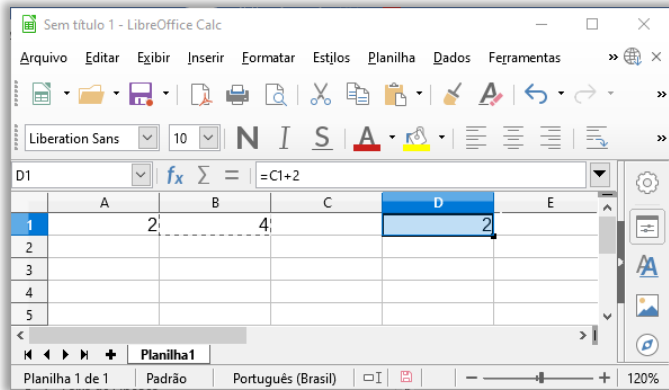 Sem título 1 - LibreOffice Calc
Arquivo Editar Exibir Inserir Formatar Estilos Planilha Dados Ferramentas »
A »
Liberation Sans 10 N I S A »
D1 fx Σ = =C1+2
A B C D E
1 2 4 2
2
3
4
5
Planilha1
Planilha 1 de 1 Padrão Português (Brasil) 120%